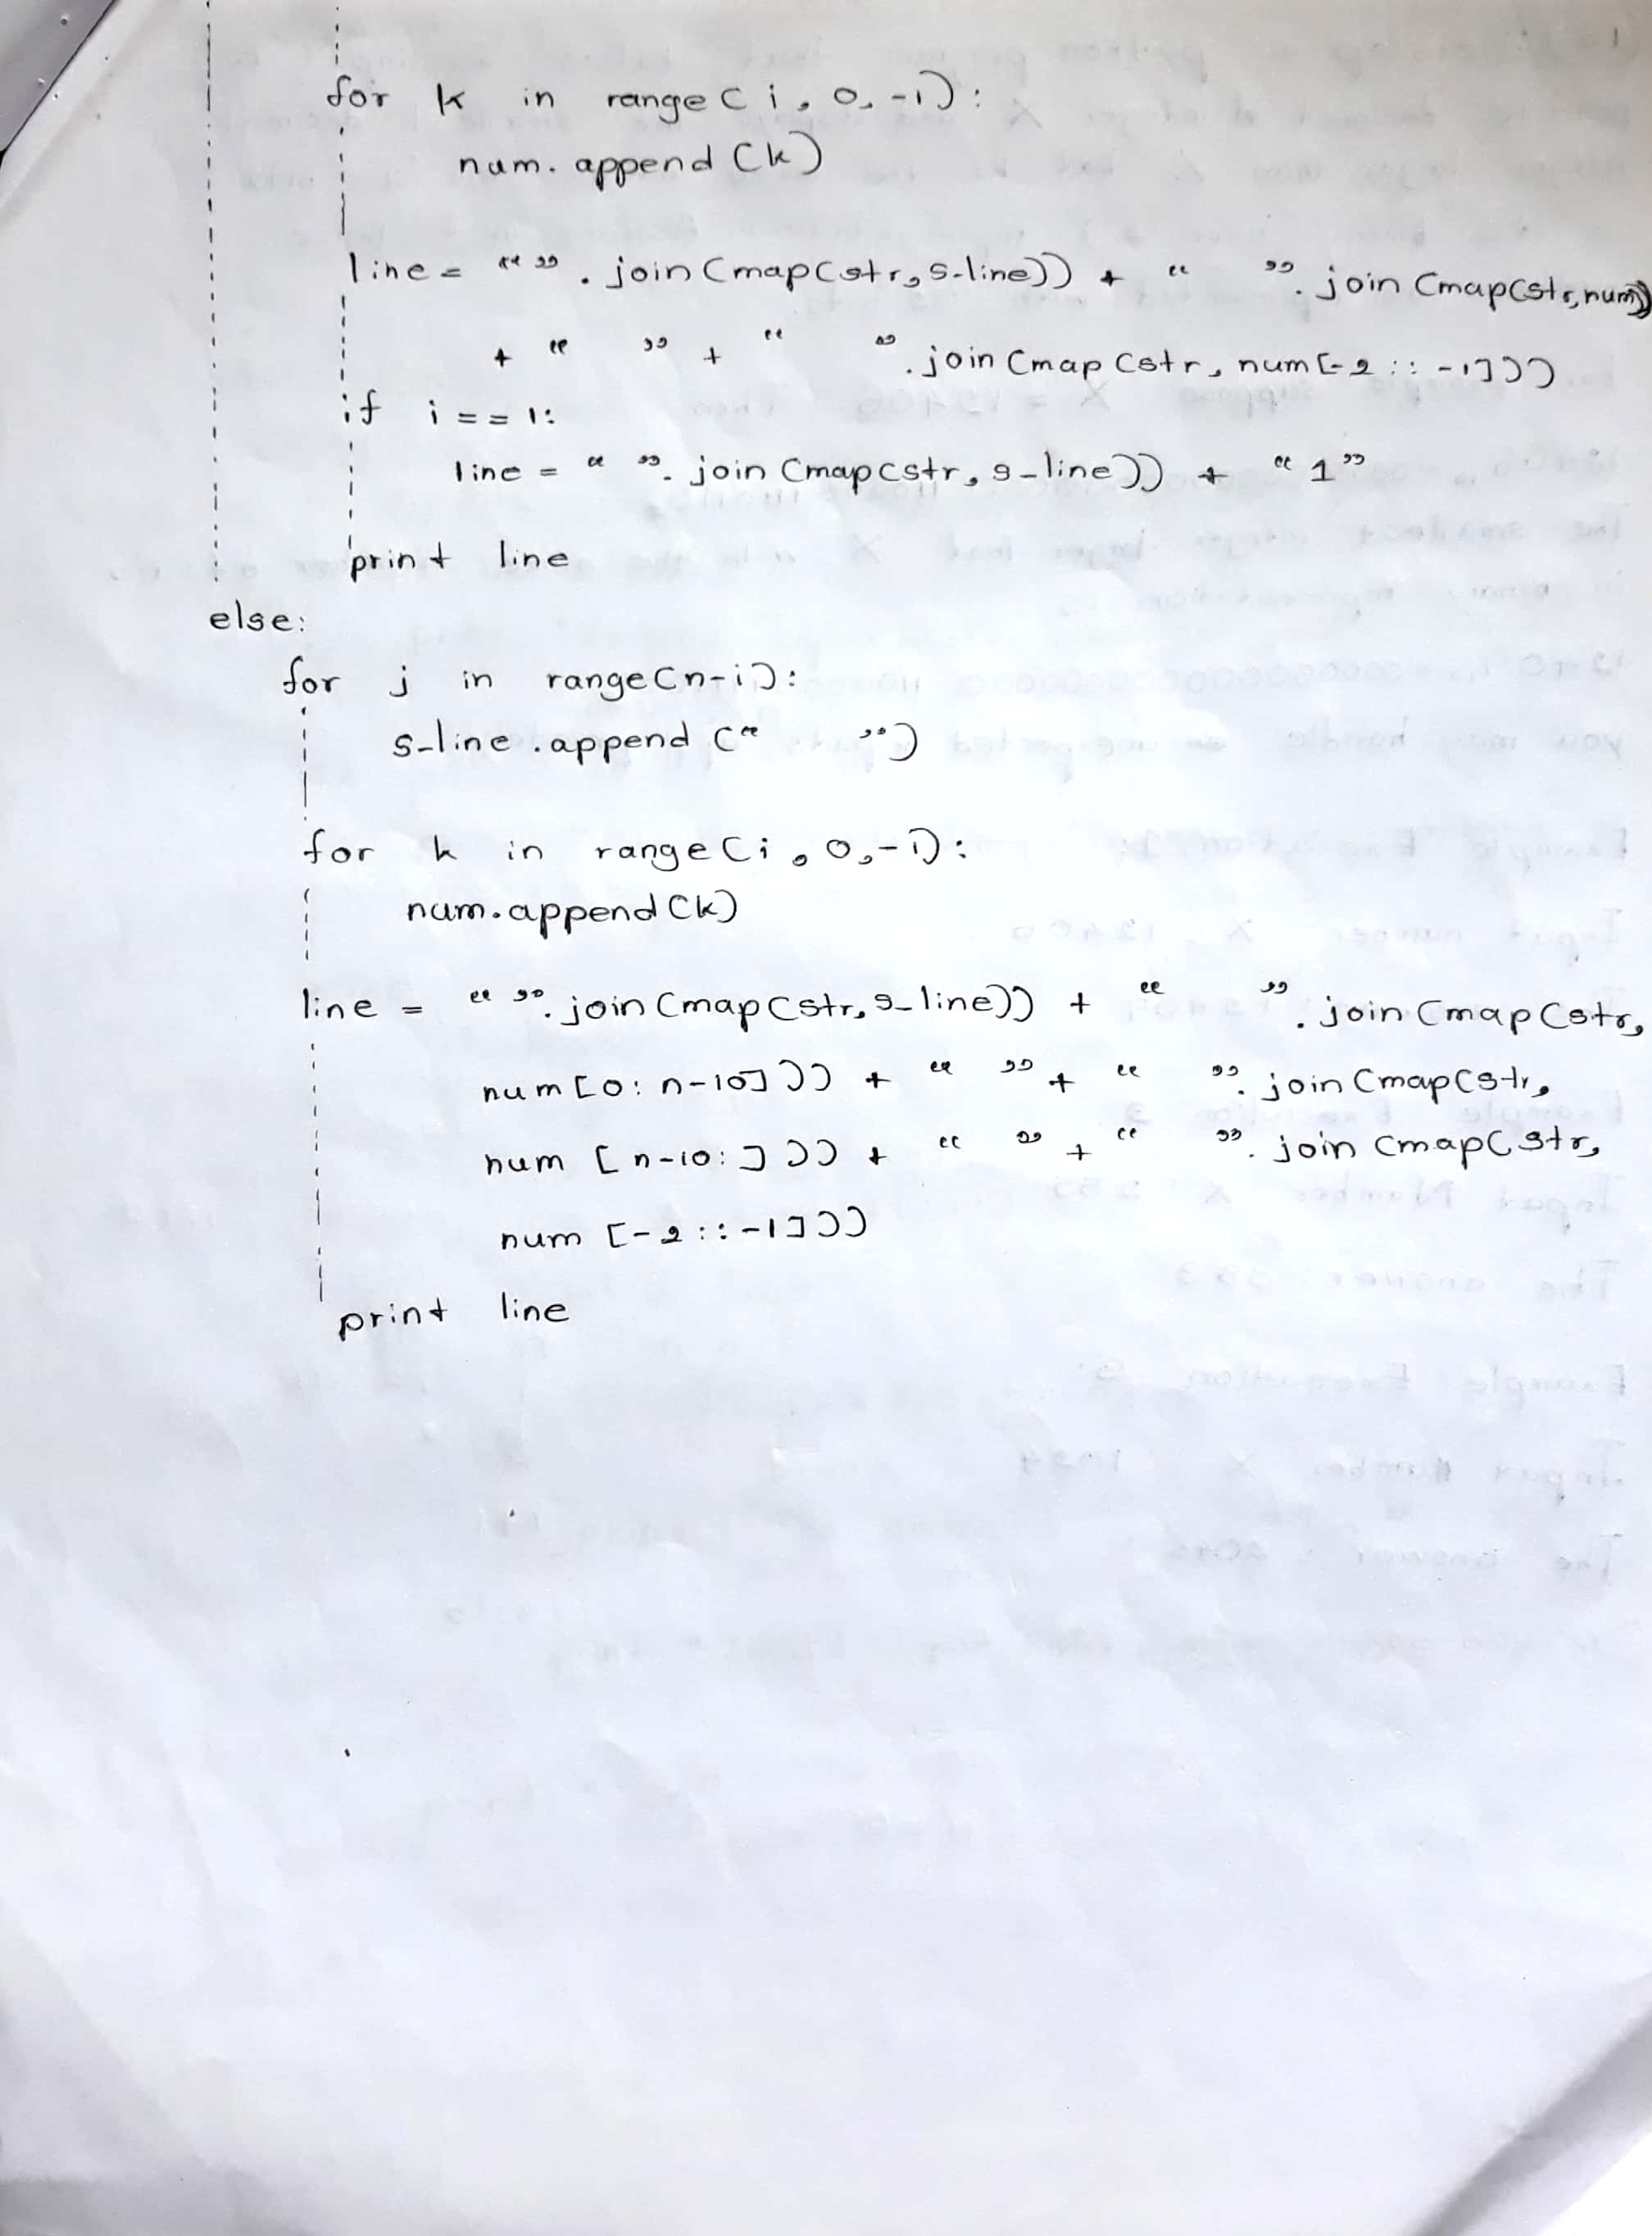 for k in range(i, 0, -1):
num.append(k)
line = “”.join(map(str,s-line)) + “   ”.join(map(str,num))
+ “   ” + “   ”.join(map(str, num[-2::-1]))
if i == 1:
line = “ ”.join(map(str, s-line)) + “1”
print line
else:
for j in range(n-i):
s-line.append(“   ”)
for k in range(i, 0,-1):
num.append(k)
line = “ ”.join(map(str,s-line)) + “   ”.join(map(str,
num[0:n-10])) + “  ” + “   ”.join(map(str,
num[n-10:])) + “  ” + “   ”.join(map(str,
num[-2::-1]))
print line